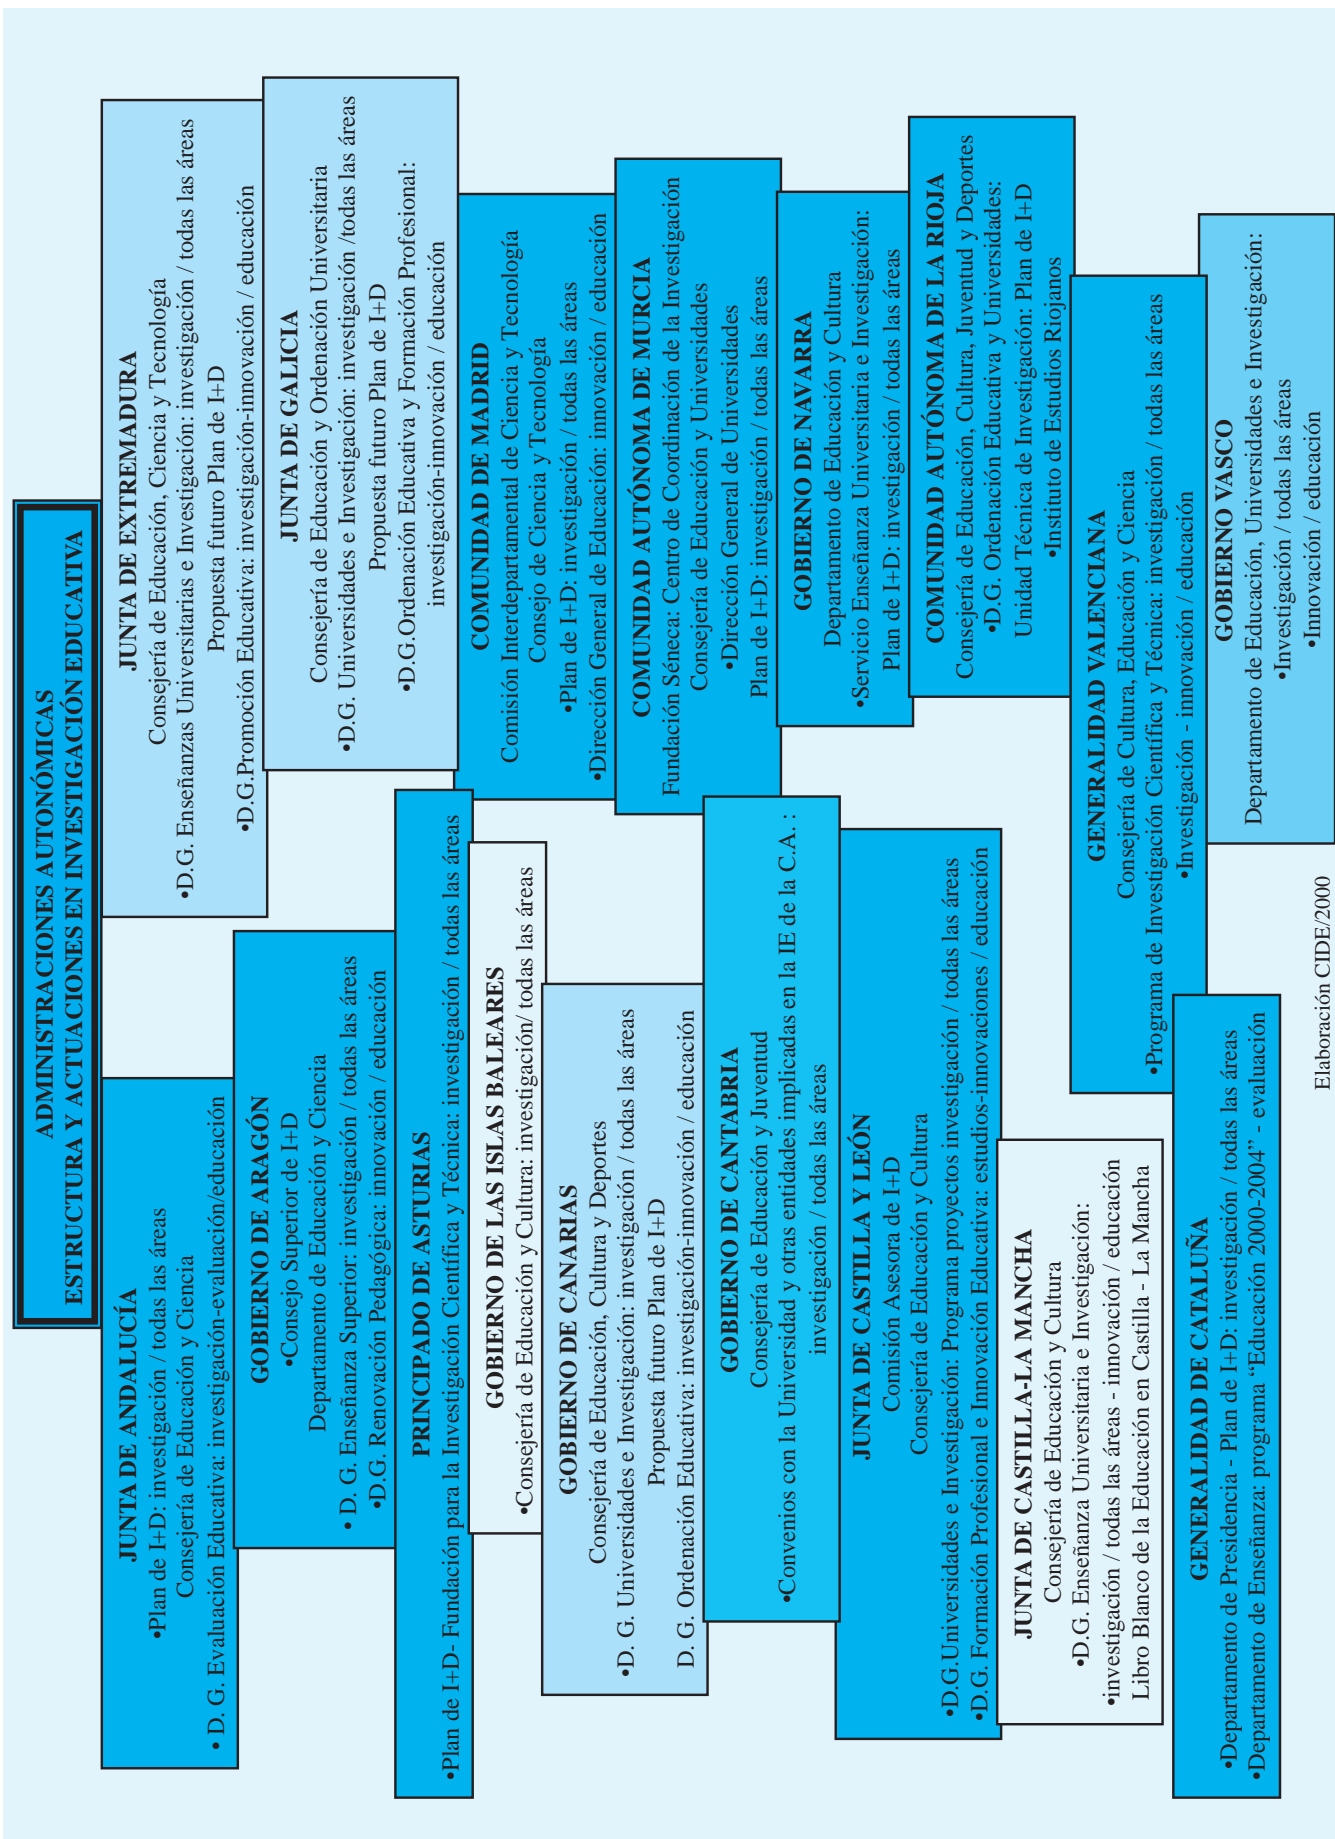 ADMINISTRACIONES AUTONÓMICAS
ESTRUCTURA Y ACTUACIONES EN INVESTIGACIÓN EDUCATIVA
JUNTA DE ANDALUCÍA
•Plan de I+D: investigación / todas las áreas
Consejería de Educación y Ciencia
• D. G. Evaluación Educativa: investigación-evaluación/educación
GOBIERNO DE ARAGÓN
•Consejo Superior de I+D
Departamento de Educación y Ciencia
• D. G. Enseñanza Superior: investigación / todas las áreas
•D.G. Renovación Pedagógica: innovación / educación
PRINCIPADO DE ASTURIAS
•Plan de I+D- Fundación para la Investigación Científica y Técnica: investigación / todas las áreas
GOBIERNO DE LAS ISLAS BALEARES
•Consejería de Educación y Cultura: investigación/ todas las áreas
GOBIERNO DE CANARIAS
Consejería de Educación, Cultura y Deportes
•D. G. Universidades e Investigación: investigación / todas las áreas
Propuesta futuro Plan de I+D
D. G. Ordenación Educativa: investigación-innovación / educación
GOBIERNO DE CANTABRIA
Consejería de Educación y Juventud
•Convenios con la Universidad y otras entidades implicadas en la IE de la C.A. :
investigación / todas las áreas
JUNTA DE CASTILLA Y LEÓN
Comisión Asesora de I+D
Consejería de Educación y Cultura
•D.G.Universidades e Investigación: Programa proyectos investigación / todas las áreas
•D.G. Formación Profesional e Innovación Educativa: estudios-innovaciones / educación
JUNTA DE CASTILLA-LA MANCHA
Consejería de Educación y Cultura
•D.G. Enseñanza Universitaria e Investigación:
•investigación / todas las áreas - innovación / educación
Libro Blanco de la Educación en Castilla - La Mancha
GENERALIDAD DE CATALUÑA
•Departamento de Presidencia - Plan de I+D: investigación / todas las áreas
•Departamento de Enseñanza: programa “Educación 2000-2004” - evaluación
JUNTA DE EXTREMADURA
Consejería de Educación, Ciencia y Tecnología
•D.G. Enseñanzas Universitarias e Investigación: investigación / todas las áreas
Propuesta futuro Plan de I+D
•D.G.Promoción Educativa: investigación-innovación / educación
JUNTA DE GALICIA
Consejería de Educación y Ordenación Universitaria
•D.G. Universidades e Investigación: investigación /todas las áreas
Propuesta futuro Plan de I+D
•D.G.Ordenación Educativa y Formación Profesional:
investigación-innovación / educación
COMUNIDAD DE MADRID
Comisión Interdepartamental de Ciencia y Tecnología
Consejo de Ciencia y Tecnología
•Plan de I+D: investigación / todas las áreas
•Dirección General de Educación: innovación / educación
COMUNIDAD AUTÓNOMA DE MURCIA
Fundación Séneca: Centro de Coordinación de la Investigación
Consejería de Educación y Universidades
•Dirección General de Universidades
Plan de I+D: investigación / todas las áreas
GOBIERNO DE NAVARRA
Departamento de Educación y Cultura
•Servicio Enseñanza Universitaria e Investigación:
Plan de I+D: investigación / todas las áreas
COMUNIDAD AUTÓNOMA DE LA RIOJA
Consejería de Educación, Cultura, Juventud y Deportes
•D.G. Ordenación Educativa y Universidades:
Unidad Técnica de Investigación: Plan de I+D
•Instituto de Estudios Riojanos
GENERALIDAD VALENCIANA
Consejería de Cultura, Educación y Ciencia
•Programa de Investigación Científica y Técnica: investigación / todas las áreas
•Investigación - innovación / educación
GOBIERNO VASCO
Departamento de Educación, Universidades e Investigación:
•Investigación / todas las áreas
•Innovación / educación
Elaboración CIDE/2000